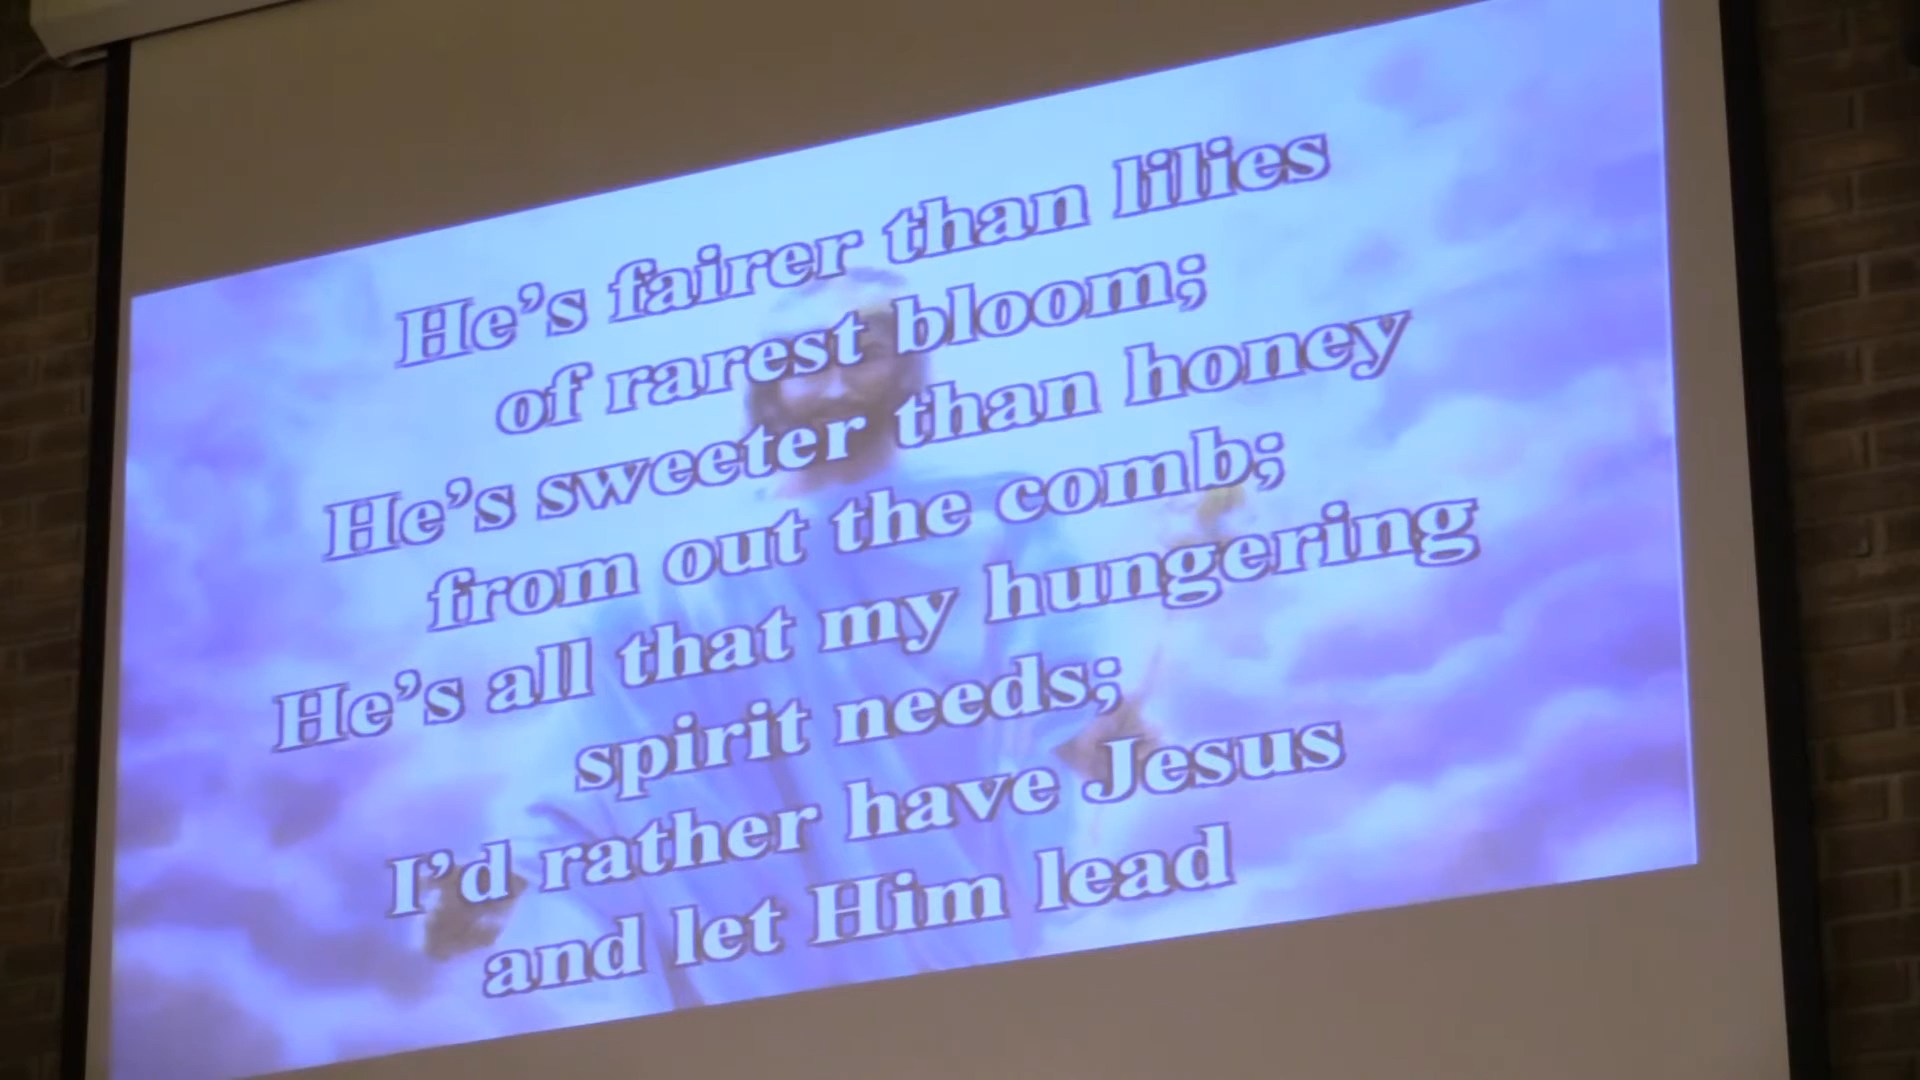 He's fairer than lilies
of rarest bloom;
He's sweeter than honey
from out the comb;
He's all that my hungering
spirit needs;
I'd rather have Jesus
and let Him lead